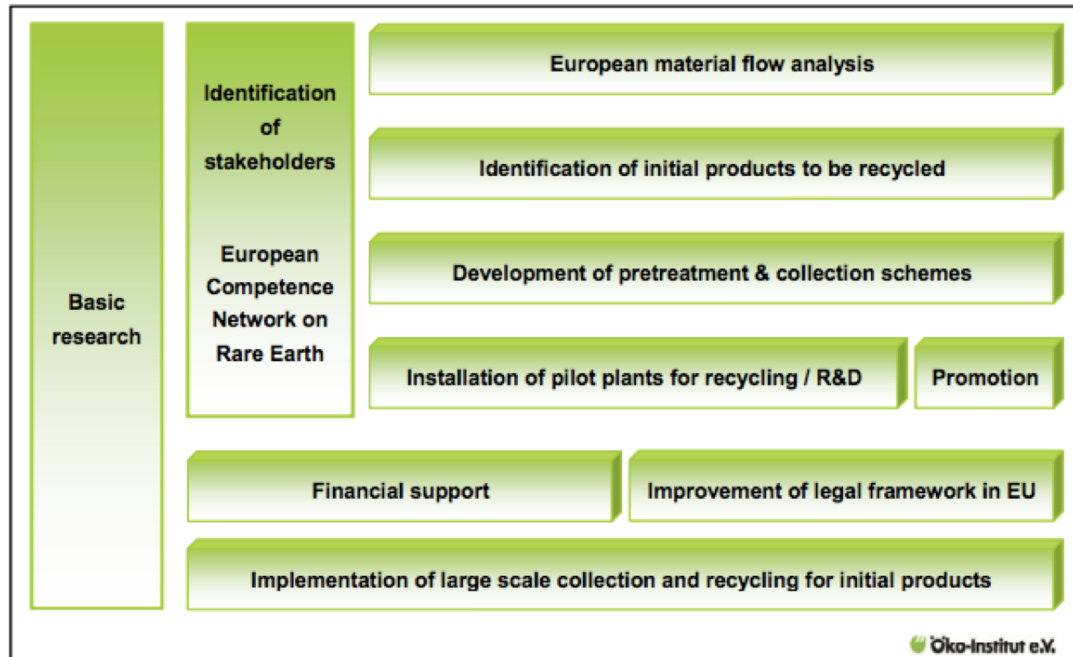 Basic
research
Identification
of
stakeholders
European
Competence
Network on
Rare Earth
European material flow analysis
Identification of initial products to be recycled
Development of pretreatment & collection schemes
Installation of pilot plants for recycling / R&D
Promotion
Financial support
Improvement of legal framework in EU
Implementation of large scale collection and recycling for initial products
Öko-Institut e.V.